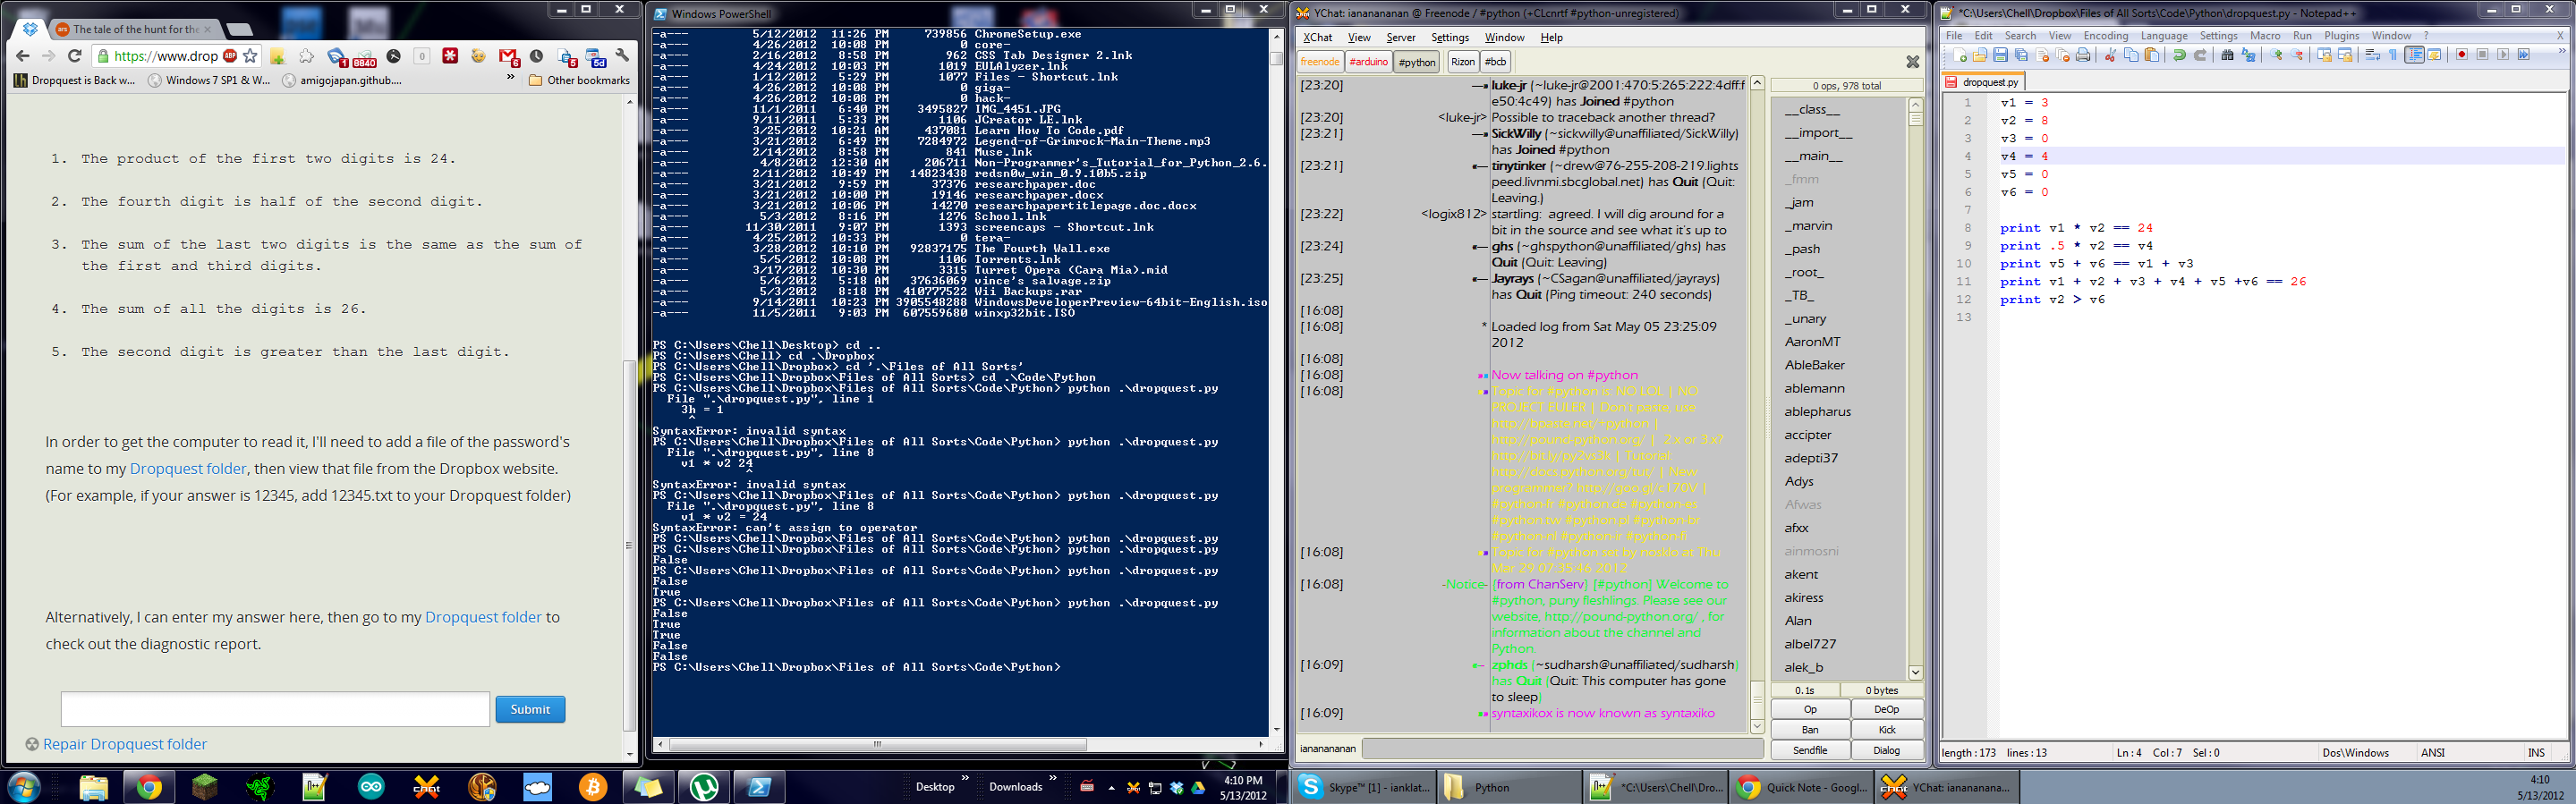 The tale of the hunt for the
https://www.drop
Dropquest is Back w...
Windows 7 SP1 & W...
amigojapan.github....
Other bookmarks
1. The product of the first two digits is 24.
2. The fourth digit is half of the second digit.
3. The sum of the last two digits is the same as the sum of
the first and third digits.
4. The sum of all the digits is 26.
5. The second digit is greater than the last digit.
In order to get the computer to read it, I'll need to add a file of the password's
name to my Dropquest folder, then view that file from the Dropbox website.
(For example, if your answer is 12345, add 12345.txt to your Dropquest folder)
Alternatively, I can enter my answer here, then go to my Dropquest folder to
check out the diagnostic report.
Submit
Repair Dropquest folder
Windows PowerShell
-a--- 5/12/2012 11:26 PM 739856 ChromeSetup.exe
-a--- 4/26/2012 10:08 PM 0 core-
-a--- 2/16/2012 8:58 PM 962 CSS Tab Designer 2.lnk
-a--- 4/24/2012 10:03 PM 1019 EULAlyzer.lnk
-a--- 1/12/2012 5:29 PM 1077 Files - Shortcut.lnk
-a--- 4/26/2012 10:08 PM 0 giga-
-a--- 4/26/2012 10:08 PM 0 hack-
-a--- 11/1/2011 6:40 PM 3495827 IMG_4451.JPG
-a--- 9/11/2011 5:33 PM 1106 JCreator LE.lnk
-a--- 3/25/2012 10:21 AM 437081 Learn How To Code.pdf
-a--- 3/21/2012 6:49 PM 7284972 Legend-of-Grimrock-Main-Theme.mp3
-a--- 2/14/2012 8:58 PM 841 Muse.lnk
-a--- 4/8/2012 12:30 AM 206711 Non-Programmer's_Tutorial_for_Python_2.6.
-a--- 2/11/2012 10:49 PM 14823438 redsn0w_win_0.9.10b5.zip
-a--- 3/21/2012 9:59 PM 37376 researchpaper.doc
-a--- 3/21/2012 10:00 PM 19146 researchpaper.docx
-a--- 3/21/2012 10:06 PM 14270 researchpapertitlepage.doc.docx
-a--- 5/3/2012 8:16 PM 1276 School.lnk
-a--- 11/30/2011 9:07 PM 1393 screencaps - Shortcut.lnk
-a--- 4/25/2012 10:33 PM 0 tera-
-a--- 3/28/2012 10:10 PM 92837175 The Fourth Wall.exe
-a--- 5/5/2012 10:08 PM 1106 Torrents.lnk
-a--- 3/17/2012 10:30 PM 3315 Turret Opera (Cara Mia).mid
-a--- 5/6/2012 5:18 AM 37636069 vince's salvage.zip
-a--- 5/3/2012 8:18 PM 410777522 Wii Backups.rar
-a--- 9/14/2011 10:23 PM 3905548288 WindowsDeveloperPreview-64bit-English.iso
-a--- 11/5/2011 9:03 PM 607559680 winxp32bit.ISO
PS C:\Users\Chell\Desktop> cd ..
PS C:\Users\Chell> cd .\Dropbox
PS C:\Users\Chell\Dropbox> cd '.\Files of All Sorts'
PS C:\Users\Chell\Dropbox\Files of All Sorts> cd .\Code\Python
PS C:\Users\Chell\Dropbox\Files of All Sorts\Code\Python> python .\dropquest.py
File ".\dropquest.py", line 1
3h = 1
^
SyntaxError: invalid syntax
PS C:\Users\Chell\Dropbox\Files of All Sorts\Code\Python> python .\dropquest.py
File ".\dropquest.py", line 8
v1 * v2 24
^
SyntaxError: invalid syntax
PS C:\Users\Chell\Dropbox\Files of All Sorts\Code\Python> python .\dropquest.py
File ".\dropquest.py", line 8
v1 * v2 = 24
SyntaxError: can't assign to operator
PS C:\Users\Chell\Dropbox\Files of All Sorts\Code\Python> python .\dropquest.py
PS C:\Users\Chell\Dropbox\Files of All Sorts\Code\Python> python .\dropquest.py
False
PS C:\Users\Chell\Dropbox\Files of All Sorts\Code\Python> python .\dropquest.py
False
True
PS C:\Users\Chell\Dropbox\Files of All Sorts\Code\Python> python .\dropquest.py
False
True
True
False
False
PS C:\Users\Chell\Dropbox\Files of All Sorts\Code\Python>
YChat: ianananaan @ Freenode / #python (+CLcnrtf #python-unregistered)
XChat View Server Settings Window Help
freenode #arduino #python Rizon #bcb
[23:20] luke-jr (~luke-jr@2001:470:5:265:222:4dff:f
e50:4c49) has Joined #python
[23:20] <luke-jr> Possible to traceback another thread?
[23:21] SickWilly (~sickwilly@unaffiliated/SickWilly)
has Joined #python
[23:21] tinytinker (~drew@76-255-208-219.lights
peed.livnmi.sbcglobal.net) has Quit (Quit:
Leaving.)
[23:22] <logix812> startling: agreed. I will dig around for a
bit in the source and see what it's up to
[23:24] ghs (~ghspython@unaffiliated/ghs) has
Quit (Quit: Leaving)
[23:25] Jayrays (~CSagan@unaffiliated/jayrays)
has Quit (Ping timeout: 240 seconds)
[16:08]
[16:08] * Loaded log from Sat May 05 23:25:09
2012
[16:08]
[16:08] Now talking on #python
[16:08] Topic for #python is: NO LOL | NO
PROJECT EULER | Don't paste, use
http://bpaste.net/+python |
http://pound-python.org/ | 2.x or 3.x?
http://bit.ly/py2vs3k | Tutorial:
http://docs.python.org/tut/ | New
programmer? http://goo.gl/c170V |
#python-fr #python.de #python-es
#python.tw #python.pl #python-br
#python-nl #python-ir #python-fi
[16:08] Topic for #python set by nosklo at Thu
Mar 29 07:35:46 2012
[16:08] -Notice- [from ChanServ] [#python] Welcome to
#python, puny fleshlings. Please see our
website, http://pound-python.org/ , for
information about the channel and
Python.
[16:09] zphds (~sudharsh@unaffiliated/sudharsh)
has Quit (Quit: This computer has gone
to sleep)
[16:09] syntaxikox is now known as syntaxiko
ianananaan
0 ops, 978 total
__class__
__import__
__main__
_fmm
_jam
_marvin
_pash
_root_
_TB_
_unary
AaronMT
AbleBaker
ablemann
ablepharus
accipter
adepti37
Adys
Afwas
afxx
ainmosni
akent
akiress
Alan
albel727
alek_b
0.1s 0 bytes
Op DeOp
Ban Kick
Sendfile Dialog
*C:\Users\Chell\Dropbox\Files of All Sorts\Code\Python\dropquest.py - Notepad++
File Edit Search View Encoding Language Settings Macro Run Plugins Window ? X
dropquest.py
1 v1 = 3
2 v2 = 8
3 v3 = 0
4 v4 = 4
5 v5 = 0
6 v6 = 0
7
8 print v1 * v2 == 24
9 print .5 * v2 == v4
10 print v5 + v6 == v1 + v3
11 print v1 + v2 + v3 + v4 + v5 +v6 == 26
12 print v2 > v6
13
length : 173 lines : 13 Ln : 4 Col : 7 Sel : 0 Dos\Windows ANSI INS
Desktop
Downloads
4:10 PM
5/13/2012
Skype™ [1] - ianklat...
Python
*C:\Users\Chell\Dro...
Quick Note - Googl...
YChat: ianananana...
4:10
5/13/2012